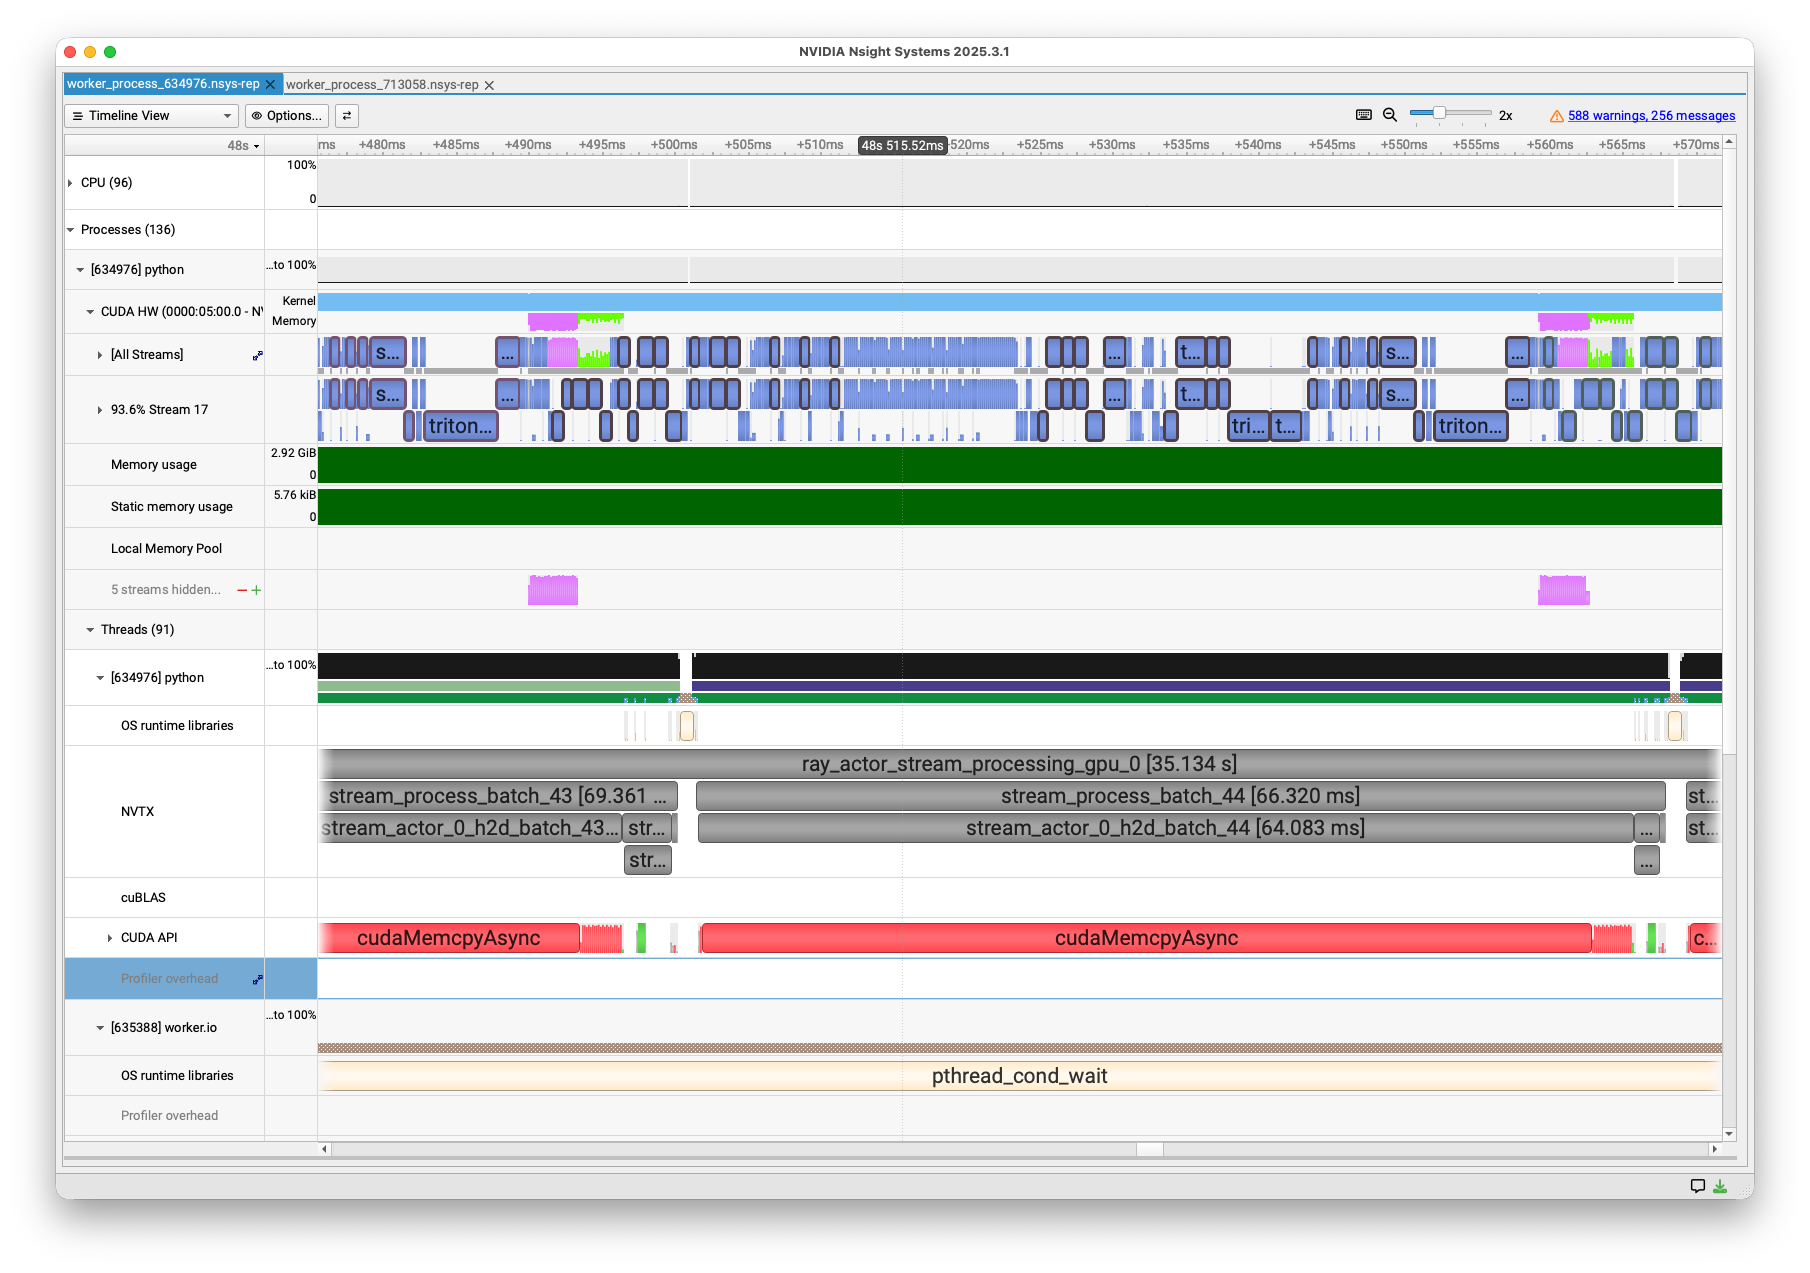 NVIDIA Nsight Systems 2025.3.1
worker_process_634976.nsys-rep
worker_process_713058.nsys-rep
Timeline View
Options...
2x
588 warnings, 256 messages
48s
ms +480ms +485ms +490ms +495ms +500ms +505ms +510ms 48s 515.52ms +520ms +525ms +530ms +535ms +540ms +545ms +550ms +555ms +560ms +565ms +570ms
CPU (96)
100%
0
Processes (136)
[634976] python
...to 100%
CUDA HW (0000:05:00.0 - NV
Kernel
Memory
[All Streams]
s... ... ... t... s... ...
93.6% Stream 17
s... ... ... t... s... ...
triton... tri... t... triton...
Memory usage
2.92 GiB
0
Static memory usage
5.76 kiB
0
Local Memory Pool
5 streams hidden...
Threads (91)
[634976] python
...to 100%
OS runtime libraries
NVTX
ray_actor_stream_processing_gpu_0 [35.134 s]
stream_process_batch_43 [69.361 ... stream_process_batch_44 [66.320 ms] st...
stream_actor_0_h2d_batch_43... str... stream_actor_0_h2d_batch_44 [64.083 ms] ... st...
str... ...
cuBLAS
CUDA API
cudaMemcpyAsync cudaMemcpyAsync c...
Profiler overhead
[635388] worker.io
...to 100%
OS runtime libraries
pthread_cond_wait
Profiler overhead